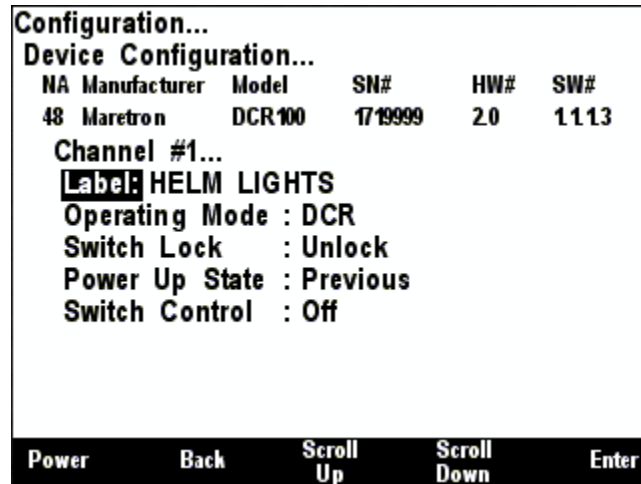 Configuration...
Device Configuration...
NA Manufacturer Model SN# HW# SW#
48 Maretron DCR100 1719999 2.0 1.1.1.3
Channel #1...
Label: HELM LIGHTS
Operating Mode : DCR
Switch Lock : Unlock
Power Up State : Previous
Switch Control : Off
Power Back Scroll Up Scroll Down Enter